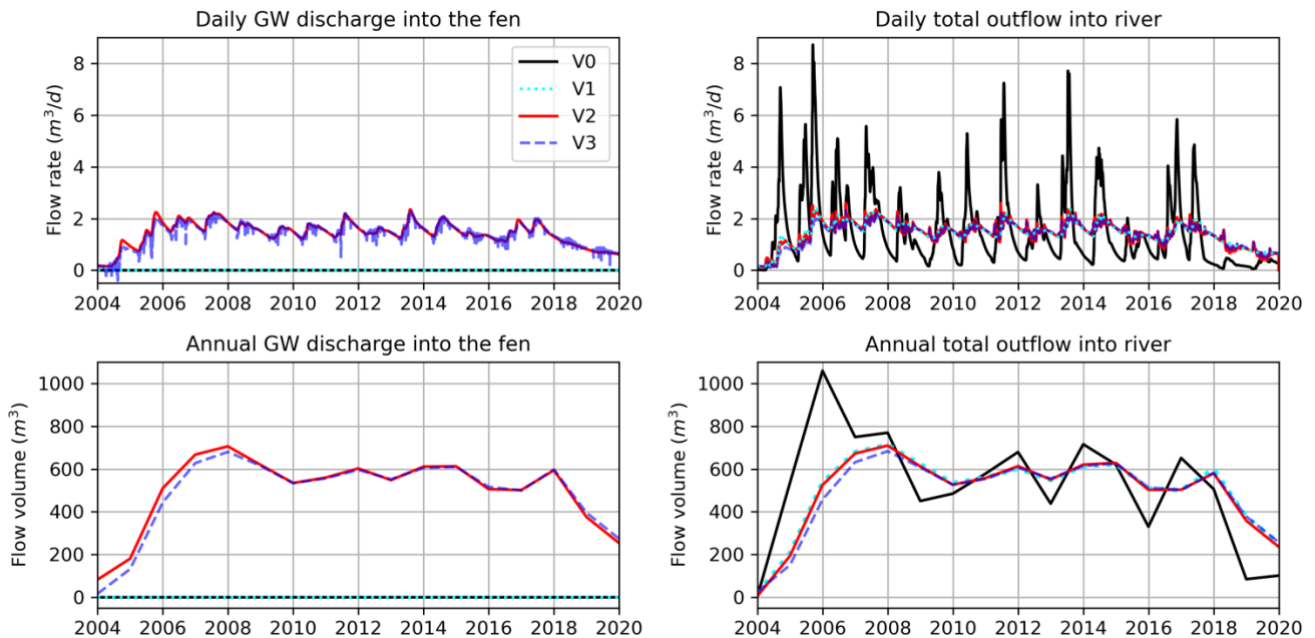 Daily GW discharge into the fen
Flow rate (m³/d)
8
6
4
2
0
V0
V1
V2
V3
2004 2006 2008 2010 2012 2014 2016 2018 2020
Daily total outflow into river
Flow rate (m³/d)
8
6
4
2
0
2004 2006 2008 2010 2012 2014 2016 2018 2020
Annual GW discharge into the fen
Flow volume (m³)
1000
800
600
400
200
0
2004 2006 2008 2010 2012 2014 2016 2018 2020
Annual total outflow into river
Flow volume (m³)
1000
800
600
400
200
0
2004 2006 2008 2010 2012 2014 2016 2018 2020